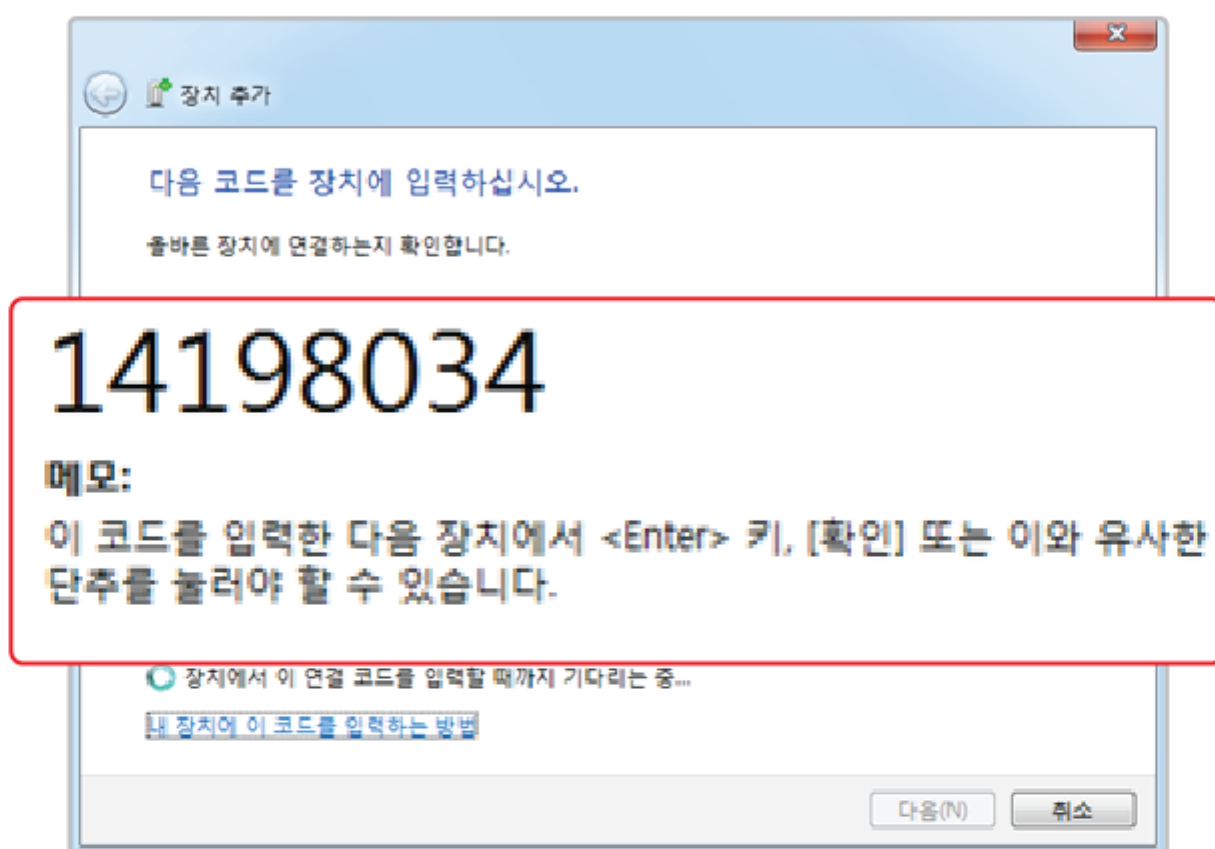 장치 추가
다음 코드를 장치에 입력하십시오.
올바른 장치에 연결하는지 확인합니다.
14198034
메모:
이 코드를 입력한 다음 장치에서 <Enter> 키, [확인] 또는 이와 유사한
단추를 눌러야 할 수 있습니다.
장치에서 이 연결 코드를 입력할 때까지 기다리는 중...
내 장치에 이 코드를 입력하는 방법
다음(N) 취소